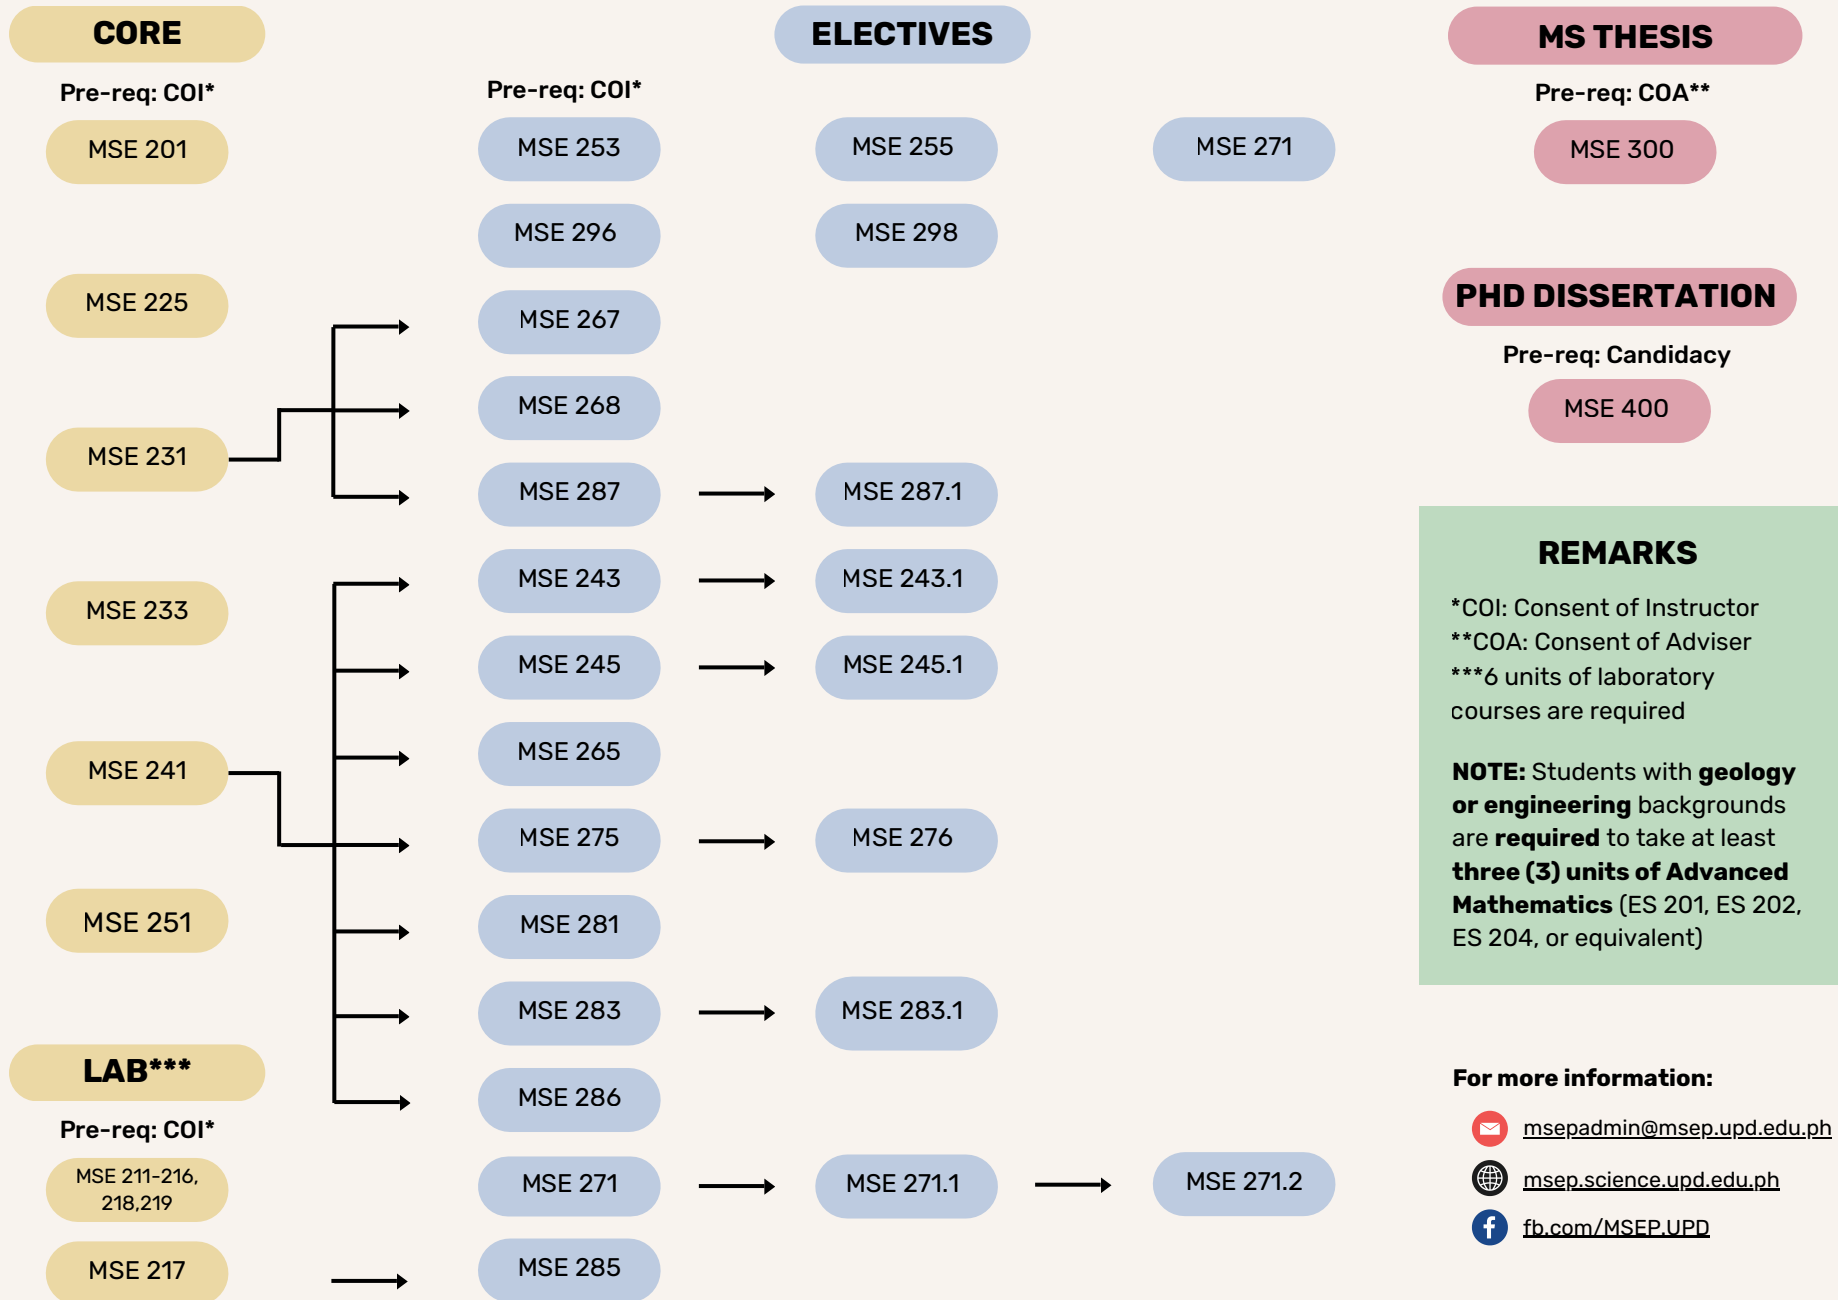 CORE
Pre-req: COI*
MSE 201
MSE 225
MSE 231
MSE 233
MSE 241
MSE 251
LAB***
Pre-req: COI*
MSE 211-216,
218,219
MSE 217
ELECTIVES
Pre-req: COI*
MSE 253
MSE 255
MSE 271
MSE 296
MSE 298
MSE 267
MSE 268
MSE 287
MSE 287.1
MSE 243
MSE 243.1
MSE 245
MSE 245.1
MSE 265
MSE 275
MSE 276
MSE 281
MSE 283
MSE 283.1
MSE 286
MSE 271
MSE 271.1
MSE 271.2
MSE 285
MS THESIS
Pre-req: COA**
MSE 300
PHD DISSERTATION
Pre-req: Candidacy
MSE 400
REMARKS
*COI: Consent of Instructor
**COA: Consent of Adviser
***6 units of laboratory
courses are required
NOTE: Students with geology
or engineering backgrounds
are required to take at least
three (3) units of Advanced
Mathematics (ES 201, ES 202,
ES 204, or equivalent)
For more information:
msepadmin@msep.upd.edu.ph
msep.science.upd.edu.ph
fb.com/MSEP.UPD